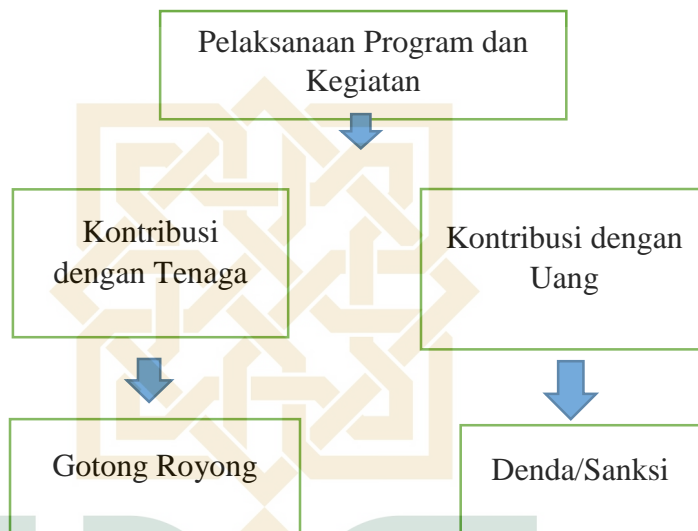 Pelaksanaan Program dan
Kegiatan
Kontribusi
dengan Tenaga
Kontribusi dengan
Uang
Gotong Royong
Denda/Sanksi